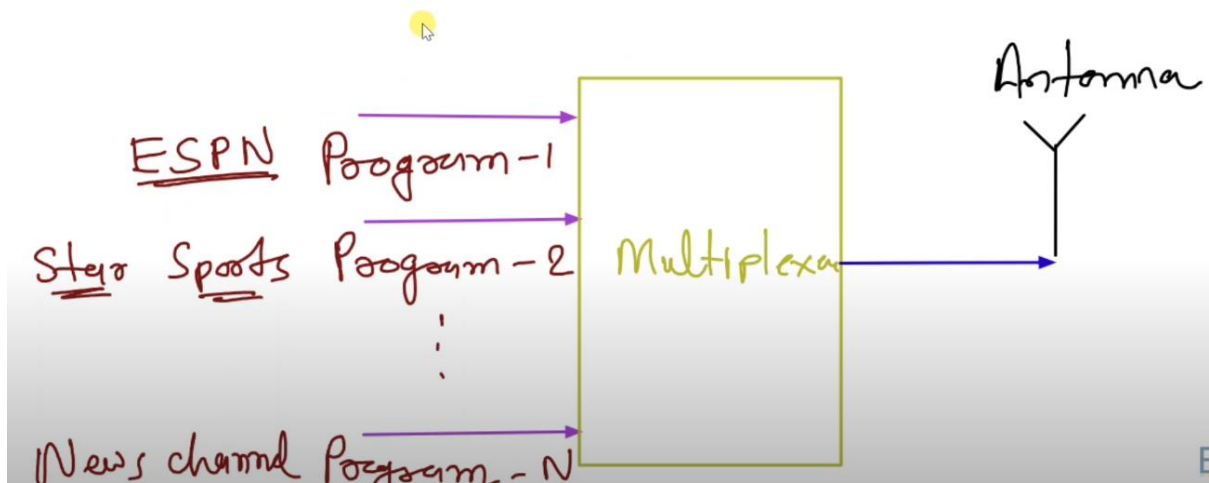 Antenna
ESPN Program-1
Star Sports Program-2
Multiplexer
News channel Program-N
E